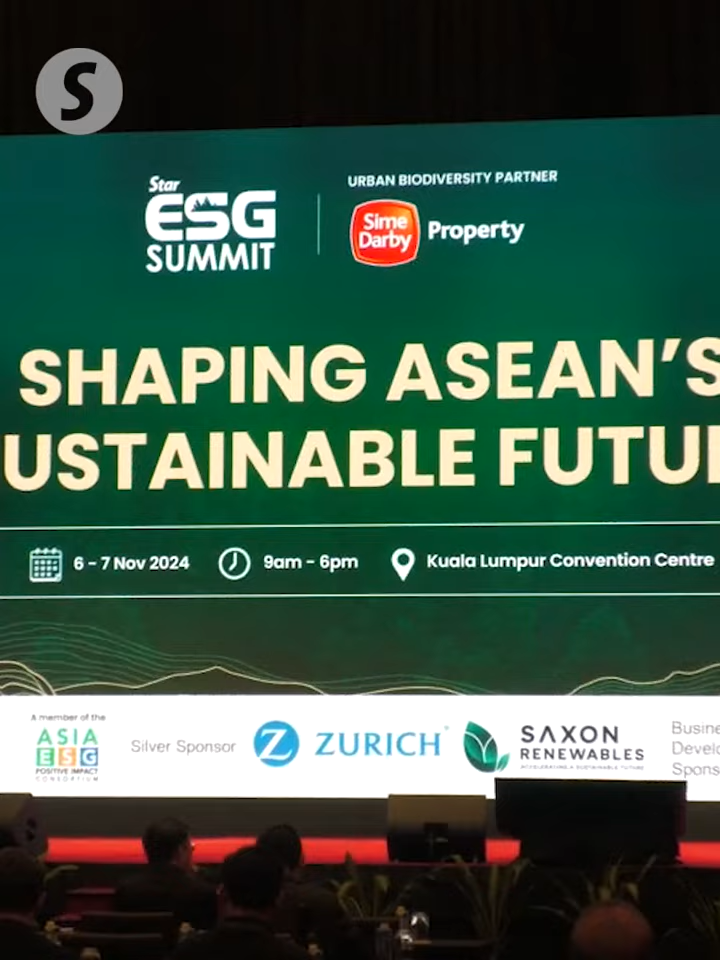 S
Star
ESG
SUMMIT
URBAN BIODIVERSITY PARTNER
Sime
Darby
Property
SHAPING ASEAN'S
USTAINABLE FUTU
6 - 7 Nov 2024
9am - 6pm
Kuala Lumpur Convention Centre
A member of the
ASIA
ESG
POSITIVE IMPACT
CONSORTIUM
Silver Sponsor
Z ZURICH
SAXON
RENEWABLES
ACCELERATING A SUSTAINABLE FUTURE
Busine
Develo
Spons